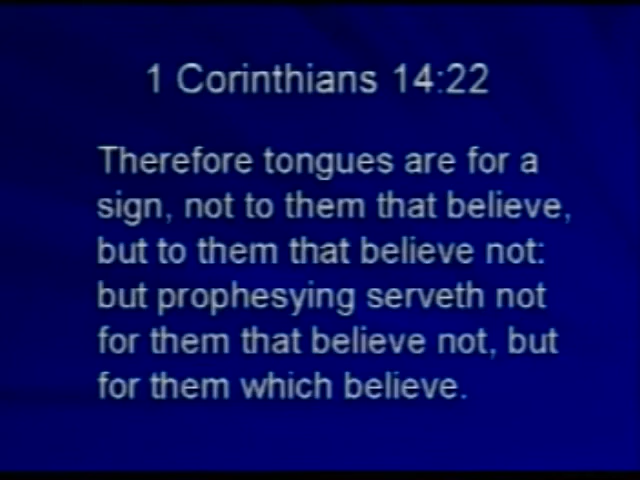 1 Corinthians 14:22
Therefore tongues are for a
sign, not to them that believe,
but to them that believe not:
but prophesying serveth not
for them that believe not, but
for them which believe.